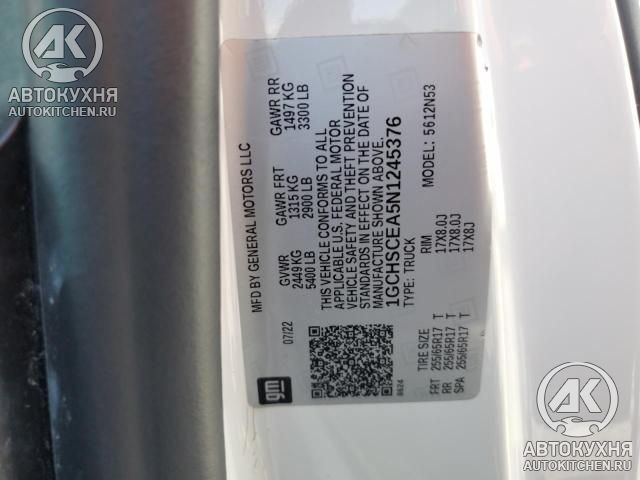 АВТОКУХНЯ
AUTOKITCHEN.RU
MFD BY GENERAL MOTORS LLC
07/22
GVWR GAWR FRT GAWR RR
2449 KG 1315 KG 1497 KG
5400 LB 2900 LB 3300 LB
THIS VEHICLE CONFORMS TO ALL
APPLICABLE U.S. FEDERAL MOTOR
VEHICLE SAFETY AND THEFT PREVENTION
STANDARDS IN EFFECT ON THE DATE OF
MANUFACTURE SHOWN ABOVE.
1GCHSCEA5N1245376
TYPE: TRUCK MODEL: 5612N53
TIRE SIZE RIM
FRT 255/65R17 T 17X8.0J
RR 255/65R17 T 17X8.0J
SPA 255/65R17 T 17X8J
gm
8624
АВТОКУХНЯ
AUTOKITCHEN.RU